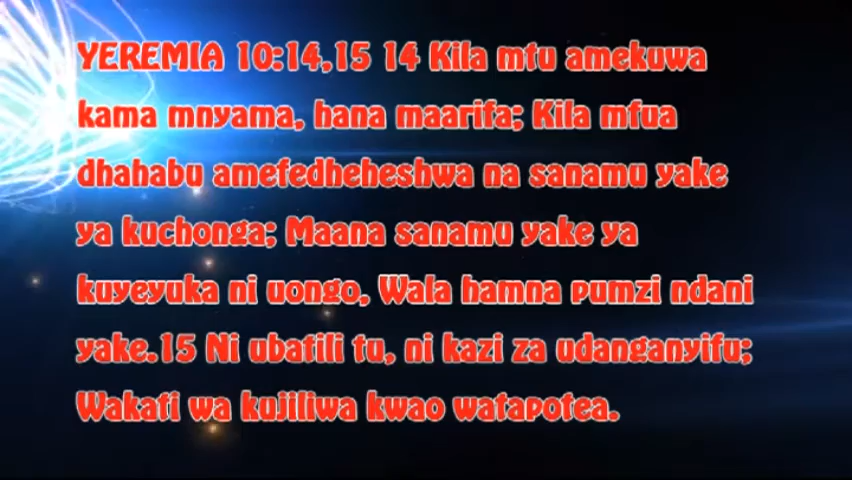 YEREMIA 10:14,15 14 Kila mtu amekuwa
kama mnyama, hana maarifa; Kila mfua
dhahabu amefedheheshwa na sanamu yake
ya kuchonga; Maana sanamu yake ya
kuyeyuka ni uongo, Wala hamna pumzi ndani
yake.15 Ni ubatili tu, ni kazi za udanganyifu;
Wakati wa kujiliwa kwao watapotea.